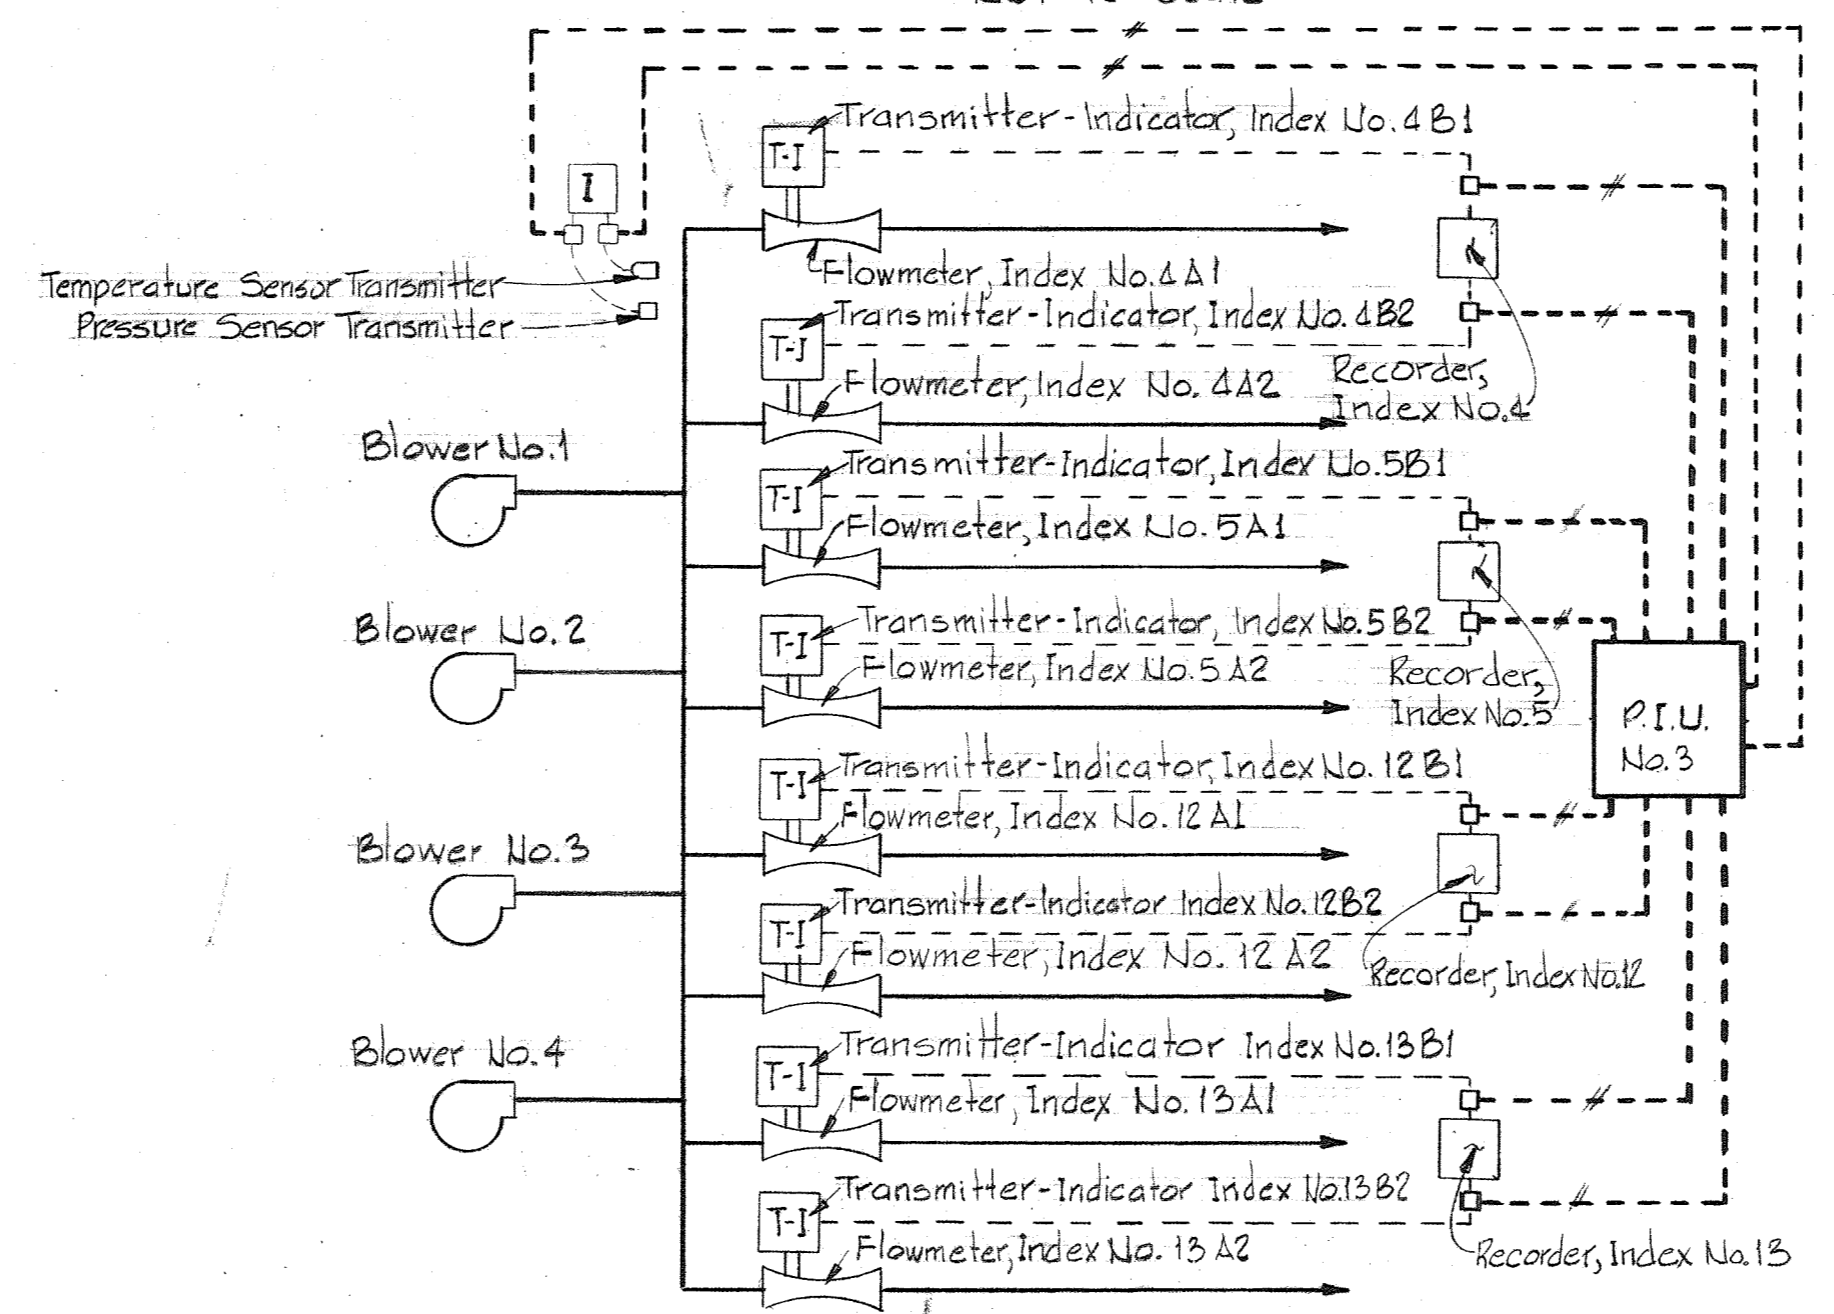 T-I
Transmitter-Indicator, Index No. 4B1
I
Flowmeter, Index No. 4A1
Temperature Sensor Transmitter
Pressure Sensor Transmitter
T-I
Transmitter-Indicator, Index No. 4B2
Recorder,
Index No.4
Flowmeter, Index No. 4A2
Blower No.1
T-I
Transmitter-Indicator, Index No.5B1
Flowmeter, Index No. 5A1
Blower No.2
T-I
Transmitter-Indicator, Index No.5B2
Flowmeter, Index No.5A2
Recorder,
Index No.5
P.I.U.
No.3
T-I
Transmitter-Indicator, Index No. 12B1
Flowmeter, Index No. 12A1
Blower No.3
T-I
Transmitter-Indicator Index No.12B2
Flowmeter, Index No. 12A2
Recorder, Index No.12
Blower No.4
T-I
Transmitter-Indicator Index No.13B1
Flowmeter, Index No. 13A1
T-I
Transmitter-Indicator Index No.13B2
Flowmeter, Index No. 13A2
Recorder, Index No.13